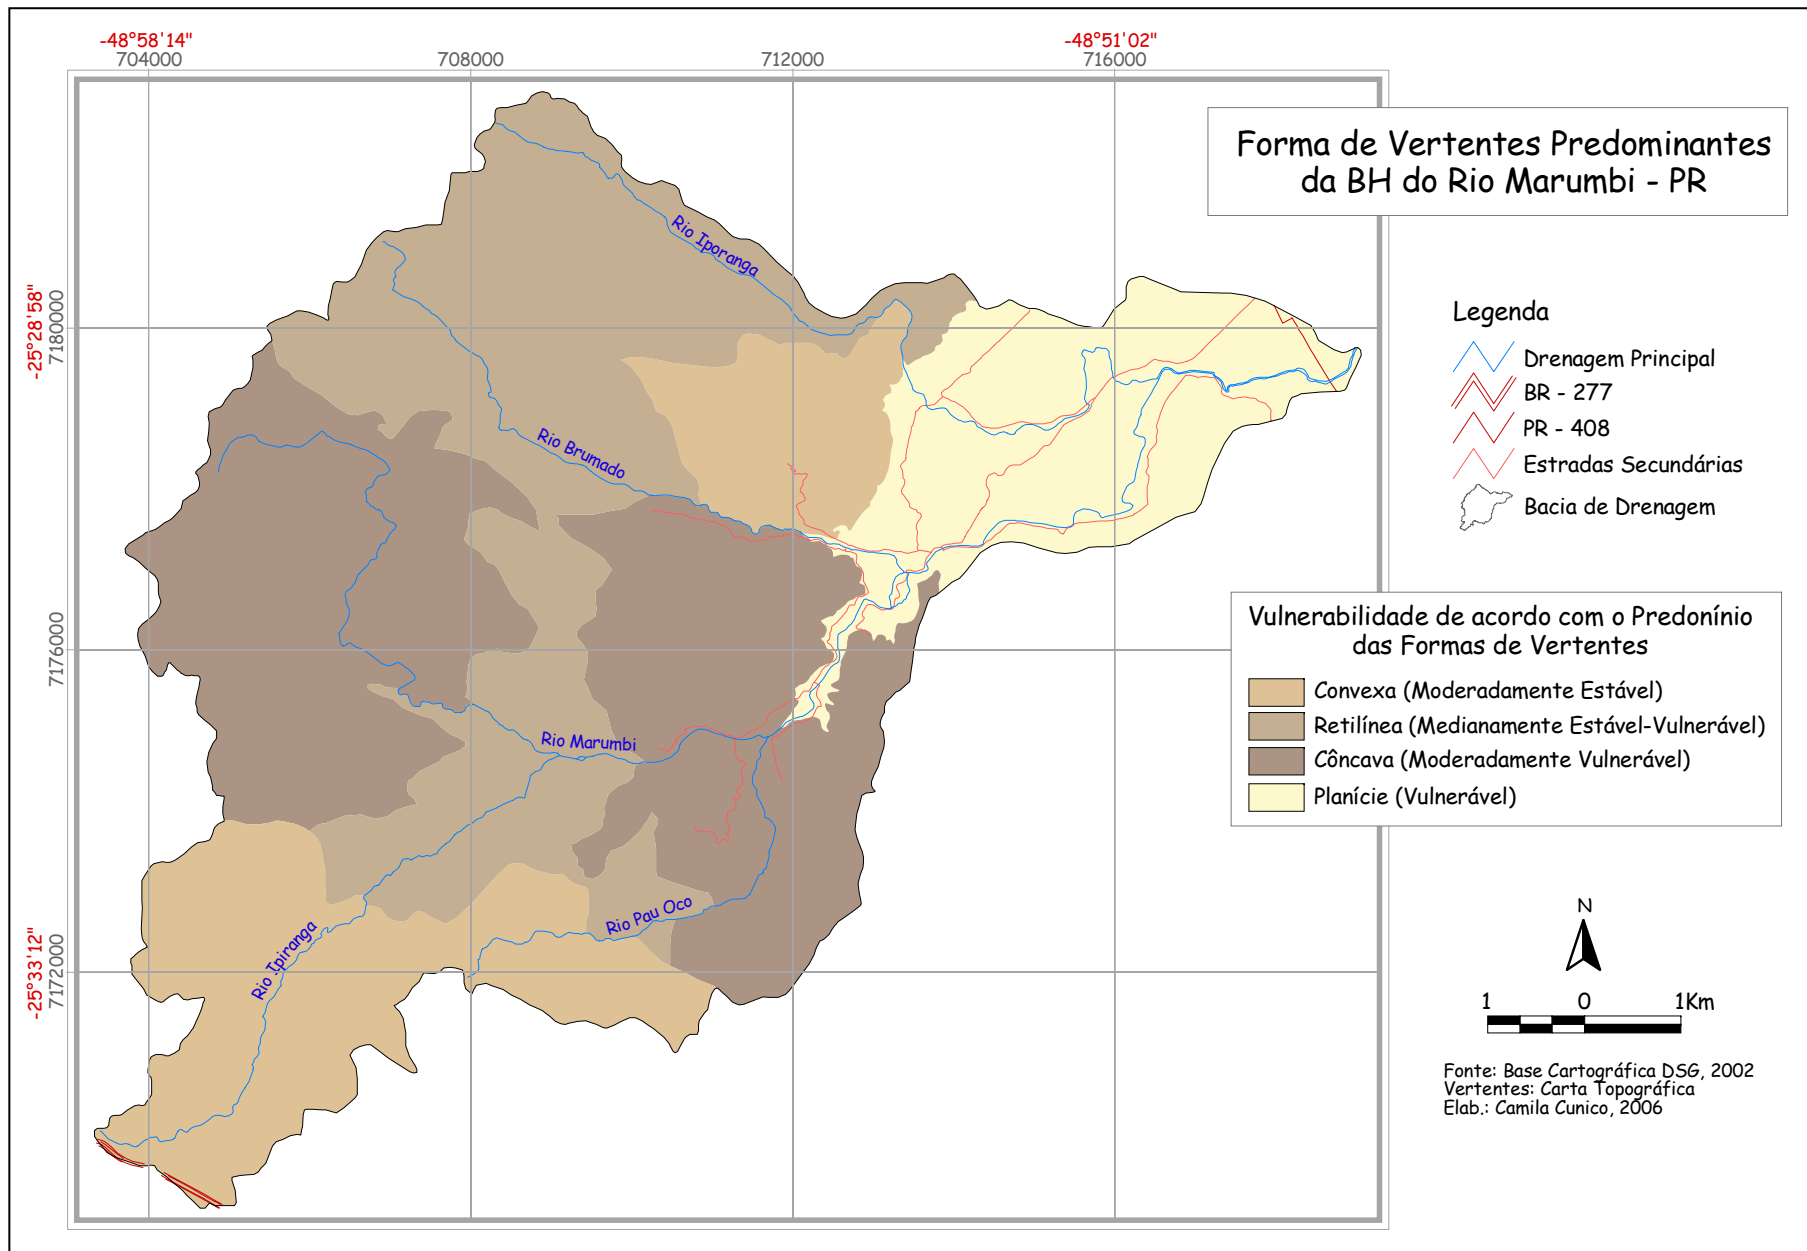 -48°58'14"
-48°51'02"
704000
708000
712000
716000
Forma de Vertentes Predominantes
da BH do Rio Marumbi - PR
-25°28'58"
7180000
7176000
-25°33'12"
7172000
Rio Iporanga
Rio Brumado
Rio Marumbi
Rio Pau Oco
Rio Ipiranga
Legenda
Drenagem Principal
BR - 277
PR - 408
Estradas Secundárias
Bacia de Drenagem
Vulnerabilidade de acordo com o Predonínio
das Formas de Vertentes
Convexa (Moderadamente Estável)
Retilínea (Medianamente Estável-Vulnerável)
Côncava (Moderadamente Vulnerável)
Planície (Vulnerável)
N
1 0 1Km
Fonte: Base Cartográfica DSG, 2002
Vertentes: Carta Topográfica
Elab.: Camila Cunico, 2006